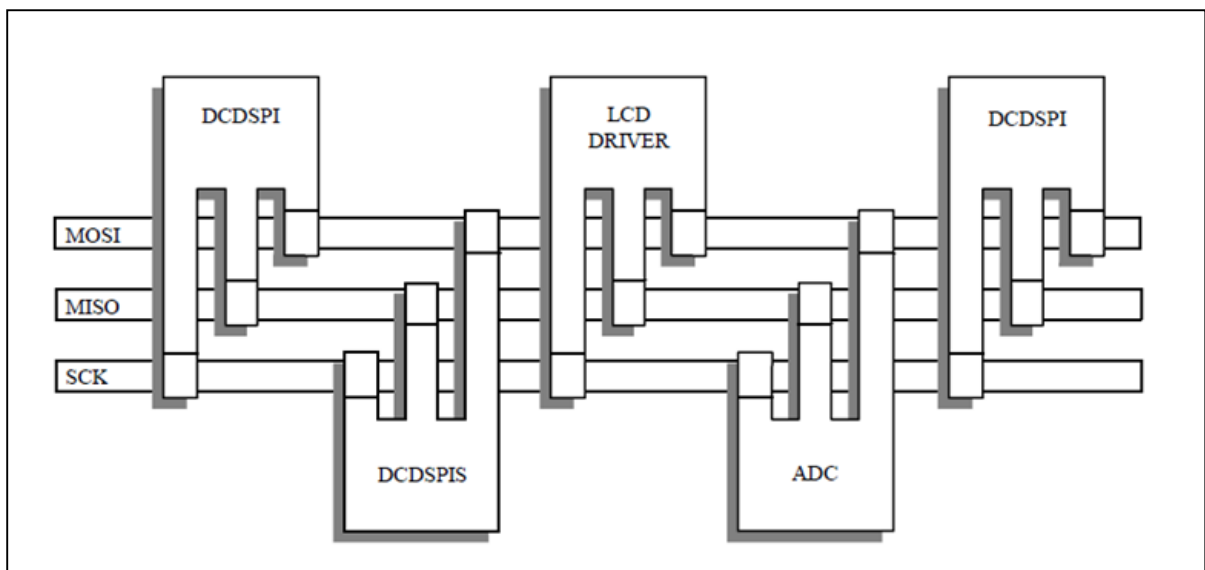 DCDSPI
LCD
DRIVER
DCDSPI
MOSI
MISO
SCK
DCDSPIS
ADC